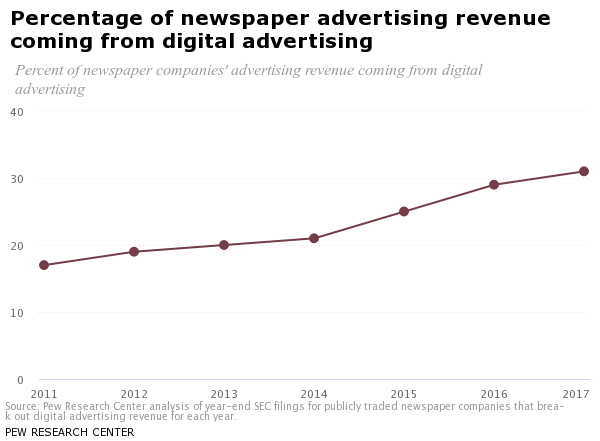 Percentage of newspaper advertising revenue
coming from digital advertising
Percent of newspaper companies' advertising revenue coming from digital
advertising
40
30
20
10
0
2011 2012 2013 2014 2015 2016 2017
Source: Pew Research Center analysis of year-end SEC filings for publicly traded newspaper companies that brea-
k out digital advertising revenue for each year.
PEW RESEARCH CENTER